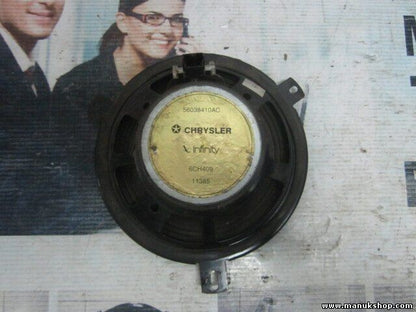 56038410AC
CHRYSLER
infinity
6CH409
11385
www.manukshop.com